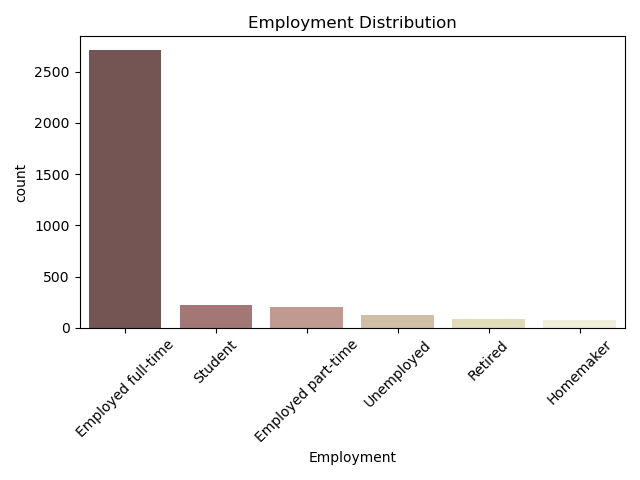 Employment Distribution
count
2500
2000
1500
1000
500
0
Employed full-time
Student
Employed part-time
Unemployed
Retired
Homemaker
Employment